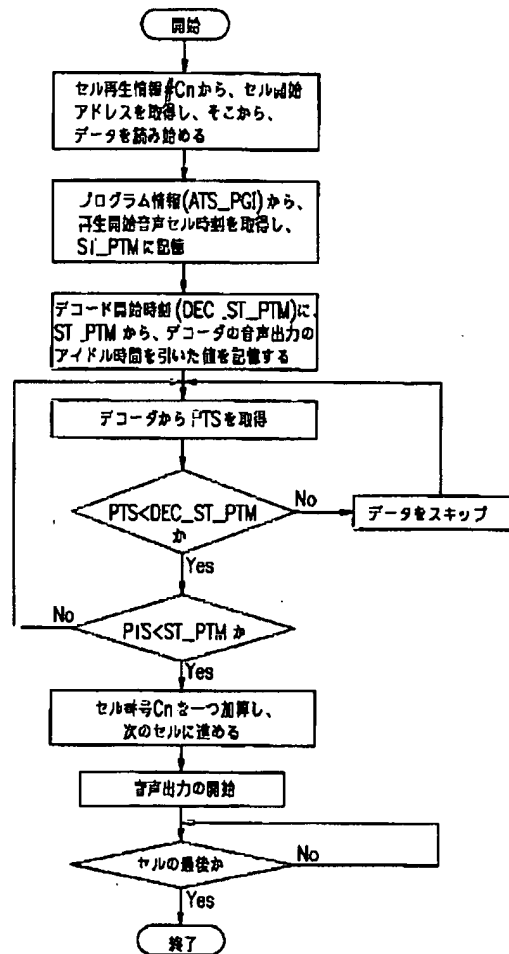 開始
セル再生情報#Cnから、セル開始
アドレスを取得し、そこから、
データを読み始める
プログラム情報(ATS_PGI)から、
再生開始音声セル時刻を取得し、
ST_PTMに記憶
デコード開始時刻(DEC_ST_PTM)に、
ST_PTMから、デコーダの音声出力の
アイドル時間を引いた値を記憶する
デコーダからPTSを取得
PTS<DEC_ST_PTM
か
No
データをスキップ
Yes
No
PTS<ST_PTMか
Yes
セル番号Cnを一つ加算し、
次のセルに進める
音声出力の開始
セルの最後か
No
Yes
終了